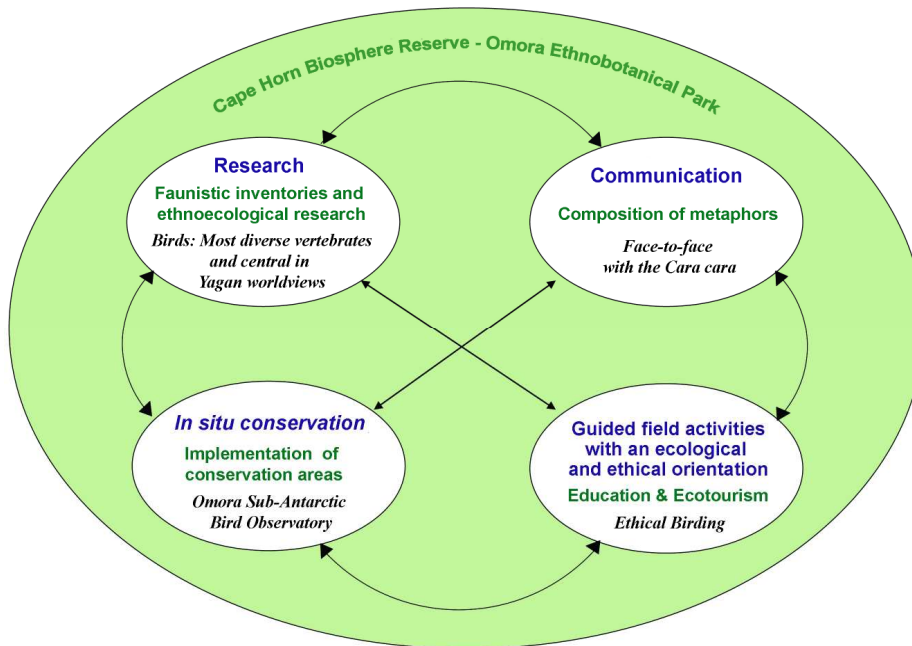 Cape Horn Biosphere Reserve - Omora Ethnobotanical Park
Research
Faunistic inventories and
ethnoecological research
Birds: Most diverse vertebrates
and central in
Yagan worldviews
Communication
Composition of metaphors
Face-to-face
with the Cara cara
In situ conservation
Implementation of
conservation areas
Omora Sub-Antarctic
Bird Observatory
Guided field activities
with an ecological
and ethical orientation
Education & Ecotourism
Ethical Birding